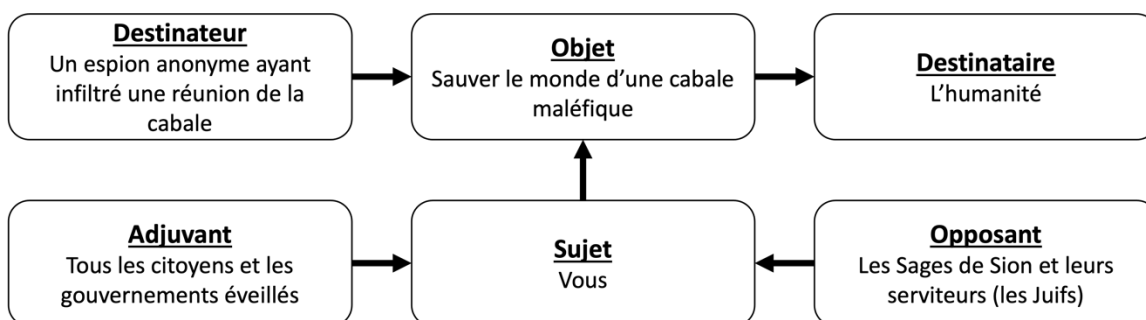 Destinateur
Un espion anonyme ayant
infiltré une réunion de la
cabale
Objet
Sauver le monde d’une cabale
maléfique
Destinataire
L’humanité
Adjuvant
Tous les citoyens et les
gouvernements éveillés
Sujet
Vous
Opposant
Les Sages de Sion et leurs
serviteurs (les Juifs)